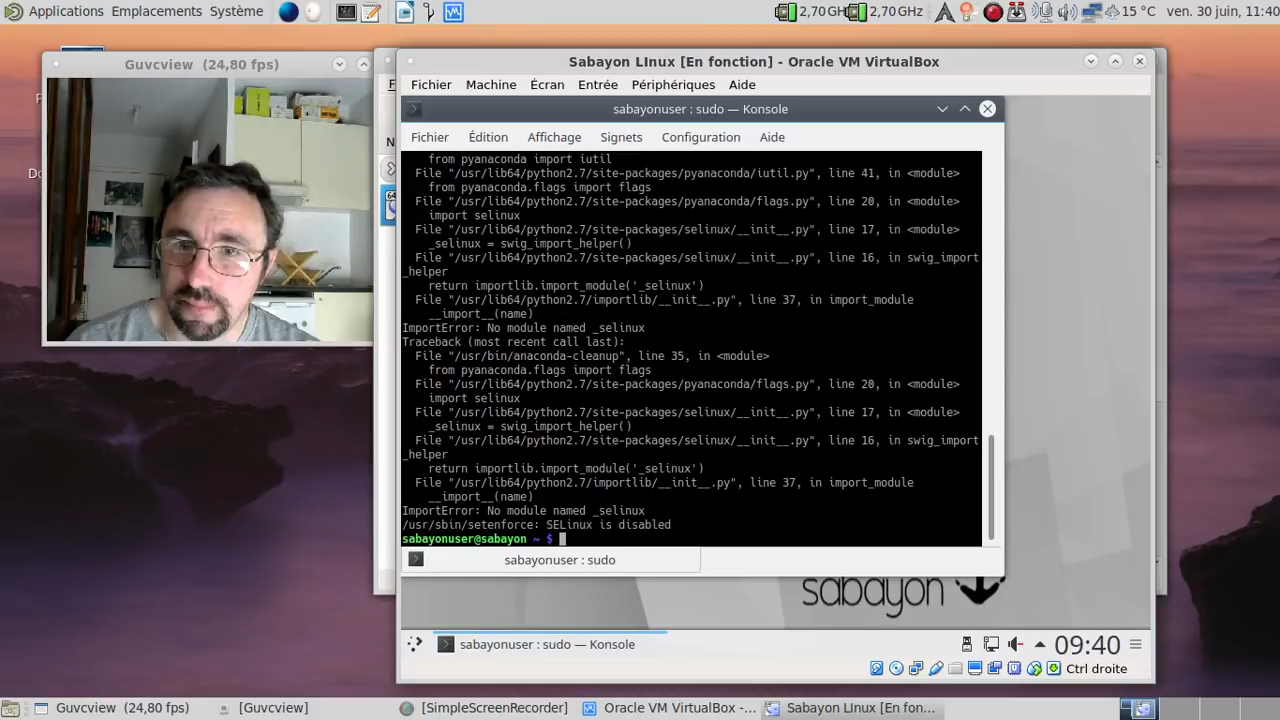 Applications Emplacements Système
2,70 GH 2,70 GHz
15 °C ven. 30 juin, 11:40
Guvcview (24,80 fps)
Sabayon LInux [En fonction] - Oracle VM VirtualBox
Fichier Machine Écran Entrée Périphériques Aide
sabayonuser : sudo — Konsole
Fichier Édition Affichage Signets Configuration Aide
from pyanaconda import iutil
File "/usr/lib64/python2.7/site-packages/pyanaconda/iutil.py", line 41, in <module>
from pyanaconda.flags import flags
File "/usr/lib64/python2.7/site-packages/pyanaconda/flags.py", line 20, in <module>
import selinux
File "/usr/lib64/python2.7/site-packages/selinux/__init__.py", line 17, in <module>
_selinux = swig_import_helper()
File "/usr/lib64/python2.7/site-packages/selinux/__init__.py", line 16, in swig_import
_helper
return importlib.import_module('_selinux')
File "/usr/lib64/python2.7/importlib/__init__.py", line 37, in import_module
__import__(name)
ImportError: No module named _selinux
Traceback (most recent call last):
File "/usr/bin/anaconda-cleanup", line 35, in <module>
from pyanaconda.flags import flags
File "/usr/lib64/python2.7/site-packages/pyanaconda/flags.py", line 20, in <module>
import selinux
File "/usr/lib64/python2.7/site-packages/selinux/__init__.py", line 17, in <module>
_selinux = swig_import_helper()
File "/usr/lib64/python2.7/site-packages/selinux/__init__.py", line 16, in swig_import
_helper
return importlib.import_module('_selinux')
File "/usr/lib64/python2.7/importlib/__init__.py", line 37, in import_module
__import__(name)
ImportError: No module named _selinux
/usr/sbin/setenforce: SELinux is disabled
sabayonuser@sabayon ~ $
sabayonuser : sudo
sabayon
sabayonuser : sudo — Konsole
09:40
Ctrl droite
Guvcview (24,80 fps)
[Guvcview]
[SimpleScreenRecorder]
Oracle VM VirtualBox -...
Sabayon LInux [En fon...